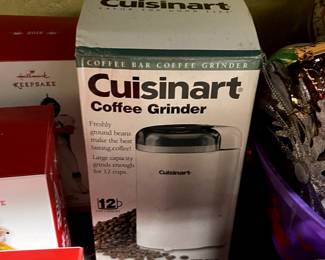 Cuisinart®
COFFEE BAR COFFEE GRINDER
Cuisinart®
Coffee Grinder
Freshly
ground beans
make the best
tasting coffee!
Large capacity
grinds enough
for 12 cups.
12
Cuisinart
Hallmark
KEEPSAKE